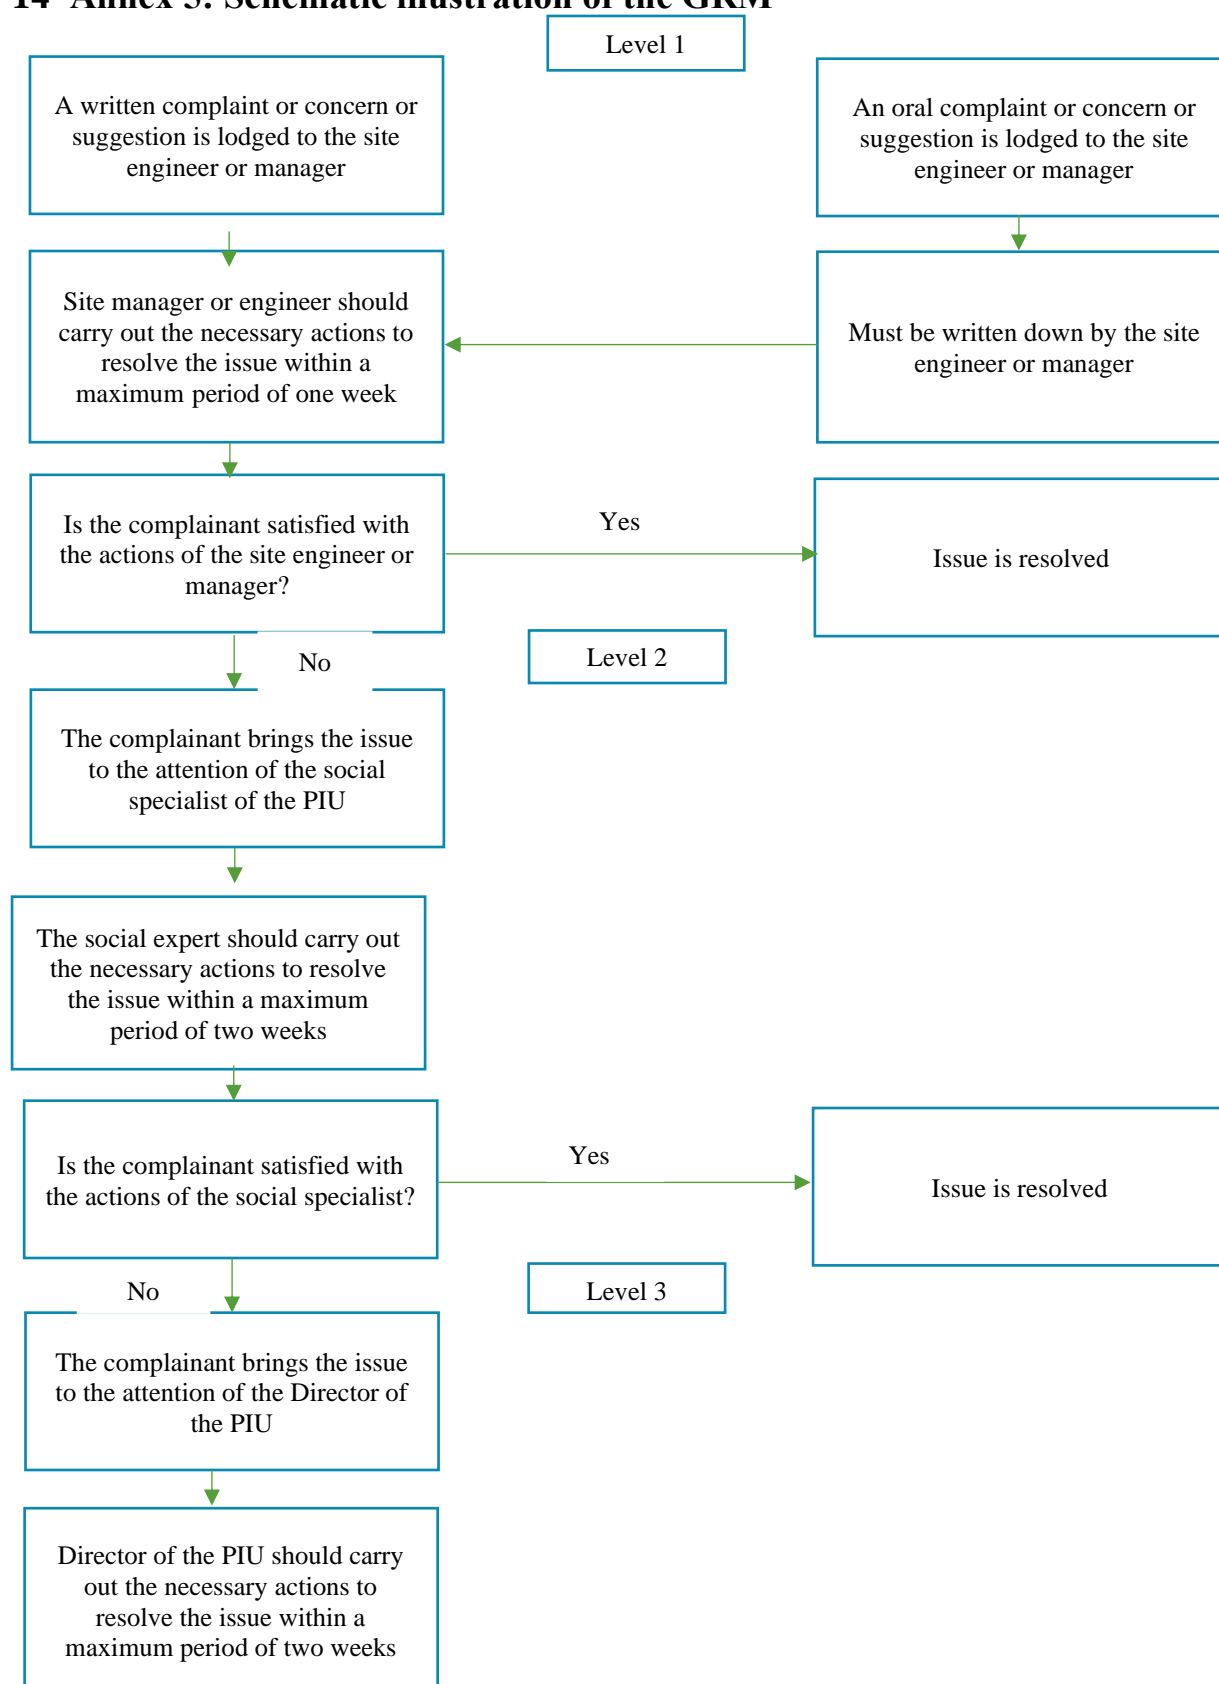 14 Annex 5: Schematic illustration of the GRM
Level 1
A written complaint or concern or
suggestion is lodged to the site
engineer or manager
An oral complaint or concern or
suggestion is lodged to the site
engineer or manager
Site manager or engineer should
carry out the necessary actions to
resolve the issue within a
maximum period of one week
Must be written down by the site
engineer or manager
Is the complainant satisfied with
the actions of the site engineer or
manager?
Yes
Issue is resolved
No
Level 2
The complainant brings the issue
to the attention of the social
specialist of the PIU
The social expert should carry out
the necessary actions to resolve
the issue within a maximum
period of two weeks
Is the complainant satisfied with
the actions of the social specialist?
Yes
Issue is resolved
No
Level 3
The complainant brings the issue
to the attention of the Director of
the PIU
Director of the PIU should carry
out the necessary actions to
resolve the issue within a
maximum period of two weeks